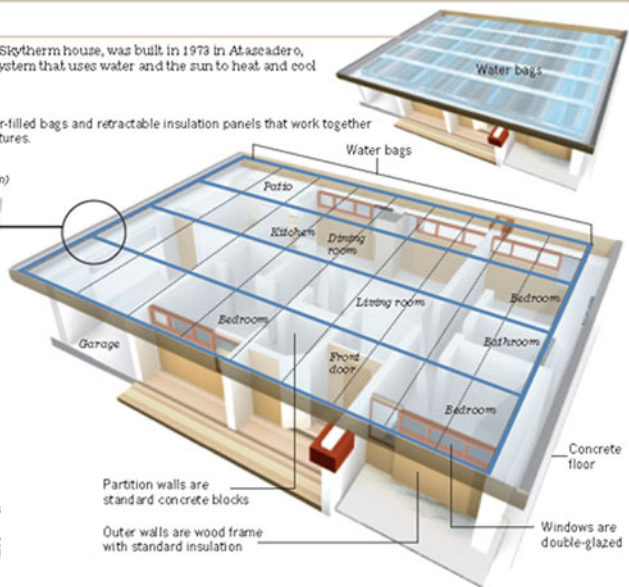 Skytherm house, was built in 1973 in Atascadero,
ystem that uses water and the sun to heat and cool
Water bags
r-filled bags and retractable insulation panels that work together
tures.
Water bags
n)
Patio
Kitchen
Dining
room
Living room
Bedroom
Bedroom
Bathroom
Garage
Front
door
Bedroom
Concrete
floor
Partition walls are
standard concrete blocks
Outer walls are wood frame
with standard insulation
Windows are
double-glazed